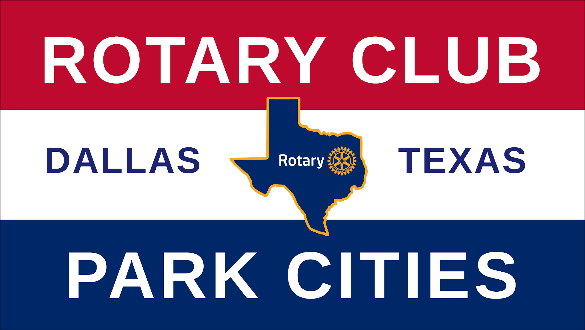 ROTARY CLUB
DALLAS Rotary TEXAS
PARK CITIES